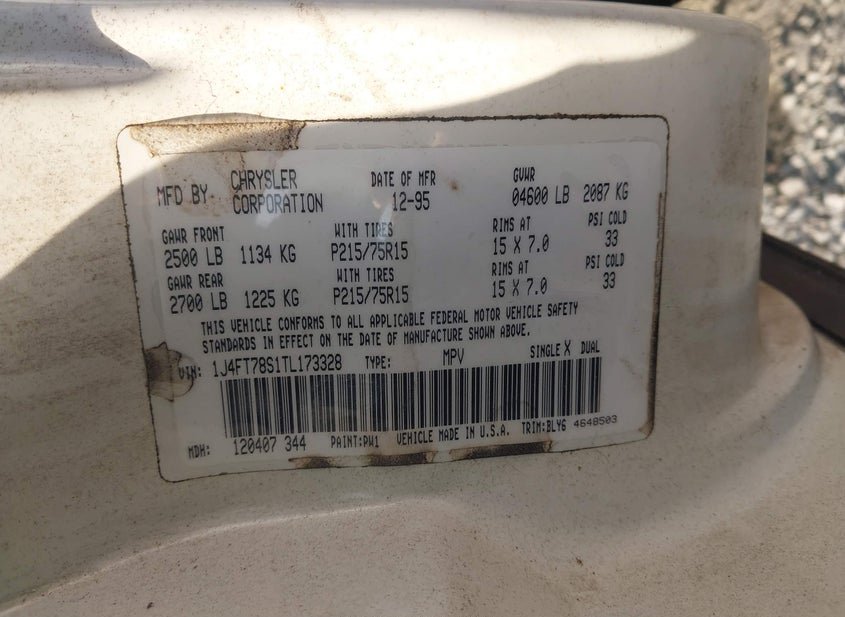 MFD BY CHRYSLER CORPORATION DATE OF MFR 12-95 GVWR 04600 LB 2087 KG
GAWR FRONT WITH TIRES RIMS AT PSI COLD
2500 LB 1134 KG P215/75R15 15 X 7.0 33
GAWR REAR WITH TIRES RIMS AT PSI COLD
2700 LB 1225 KG P215/75R15 15 X 7.0 33
THIS VEHICLE CONFORMS TO ALL APPLICABLE FEDERAL MOTOR VEHICLE SAFETY
STANDARDS IN EFFECT ON THE DATE OF MANUFACTURE SHOWN ABOVE.
VIN: 1J4FT78S1TL173328 TYPE: MPV SINGLE X DUAL
MDH: 120407 344 PAINT:PW1 VEHICLE MADE IN U.S.A. TRIM:BLY6 4648503